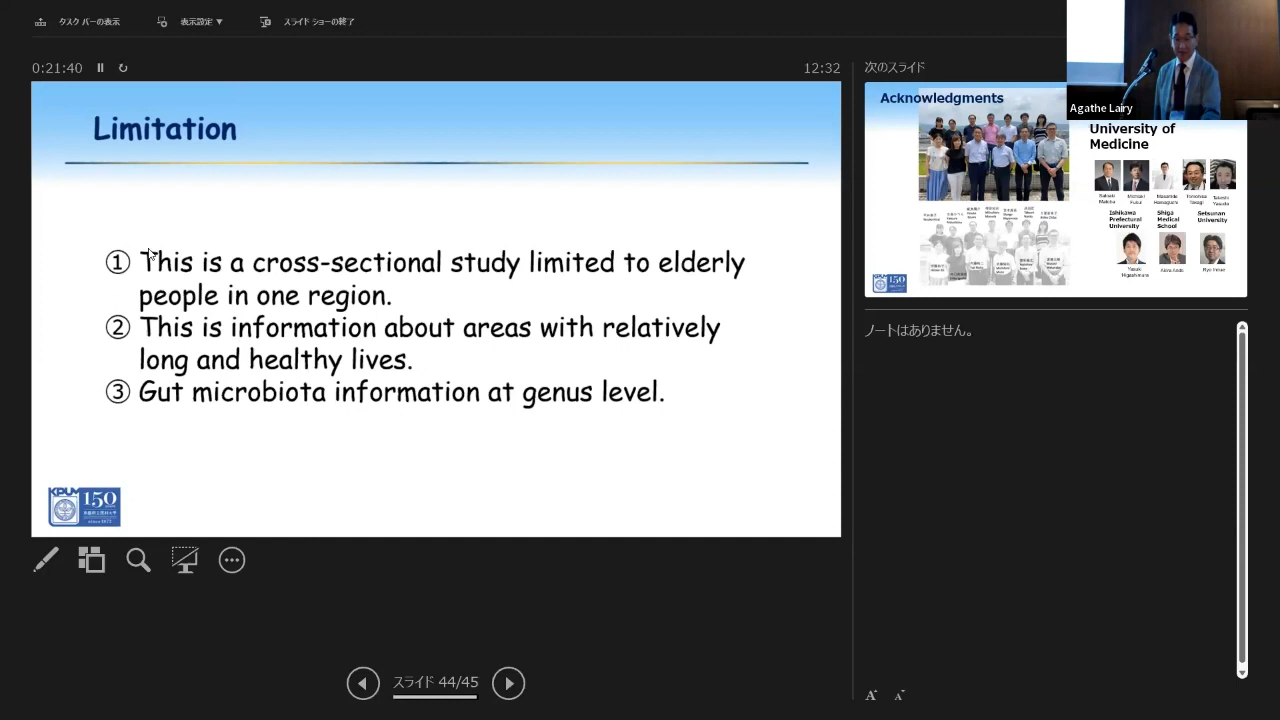 タスク バーの表示
表示設定 ▼
スライド ショーの終了
0:21:40
12:32
Limitation
① This is a cross-sectional study limited to elderly
people in one region.
② This is information about areas with relatively
long and healthy lives.
③ Gut microbiota information at genus level.
KPUM
150
スライド 44/45
次のスライド
Agathe Lairy
Acknowledgments
University of
Medicine
Ishikawa
Prefectural
University
Shiga
Medical
School
Setsunan
University
150
ノートはありません。